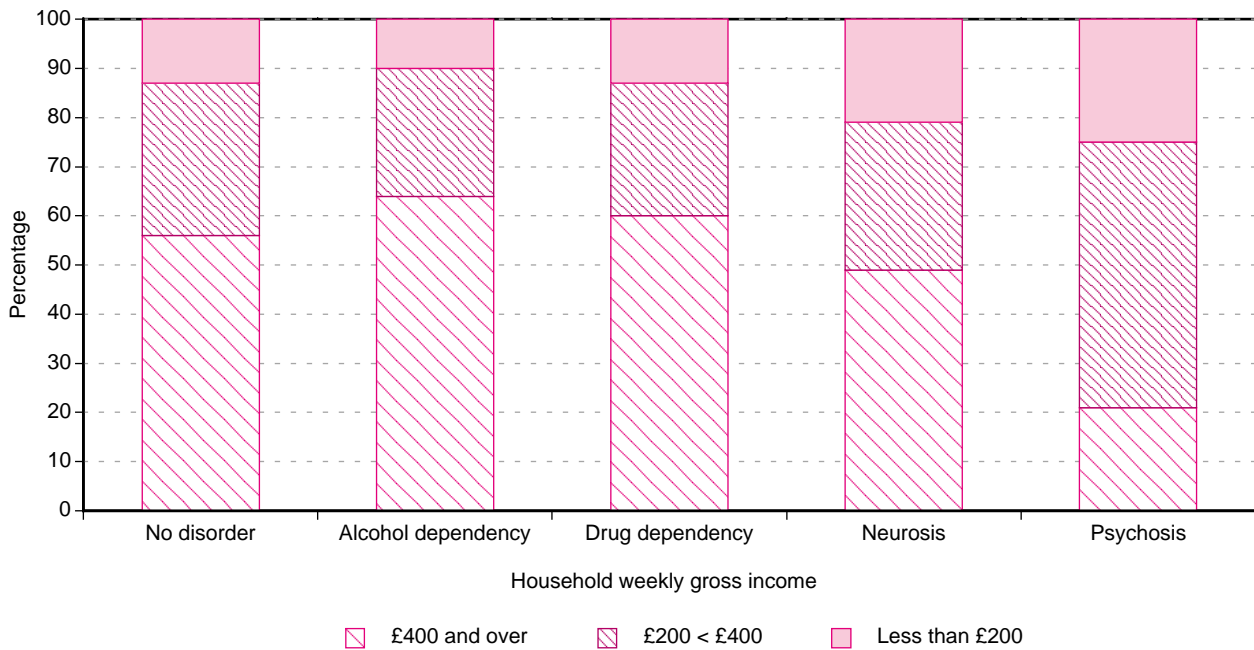 100
90
80
70
60
50
40
30
20
10
0
Percentage
No disorder Alcohol dependency Drug dependency Neurosis Psychosis
Household weekly gross income
£400 and over £200 < £400 Less than £200